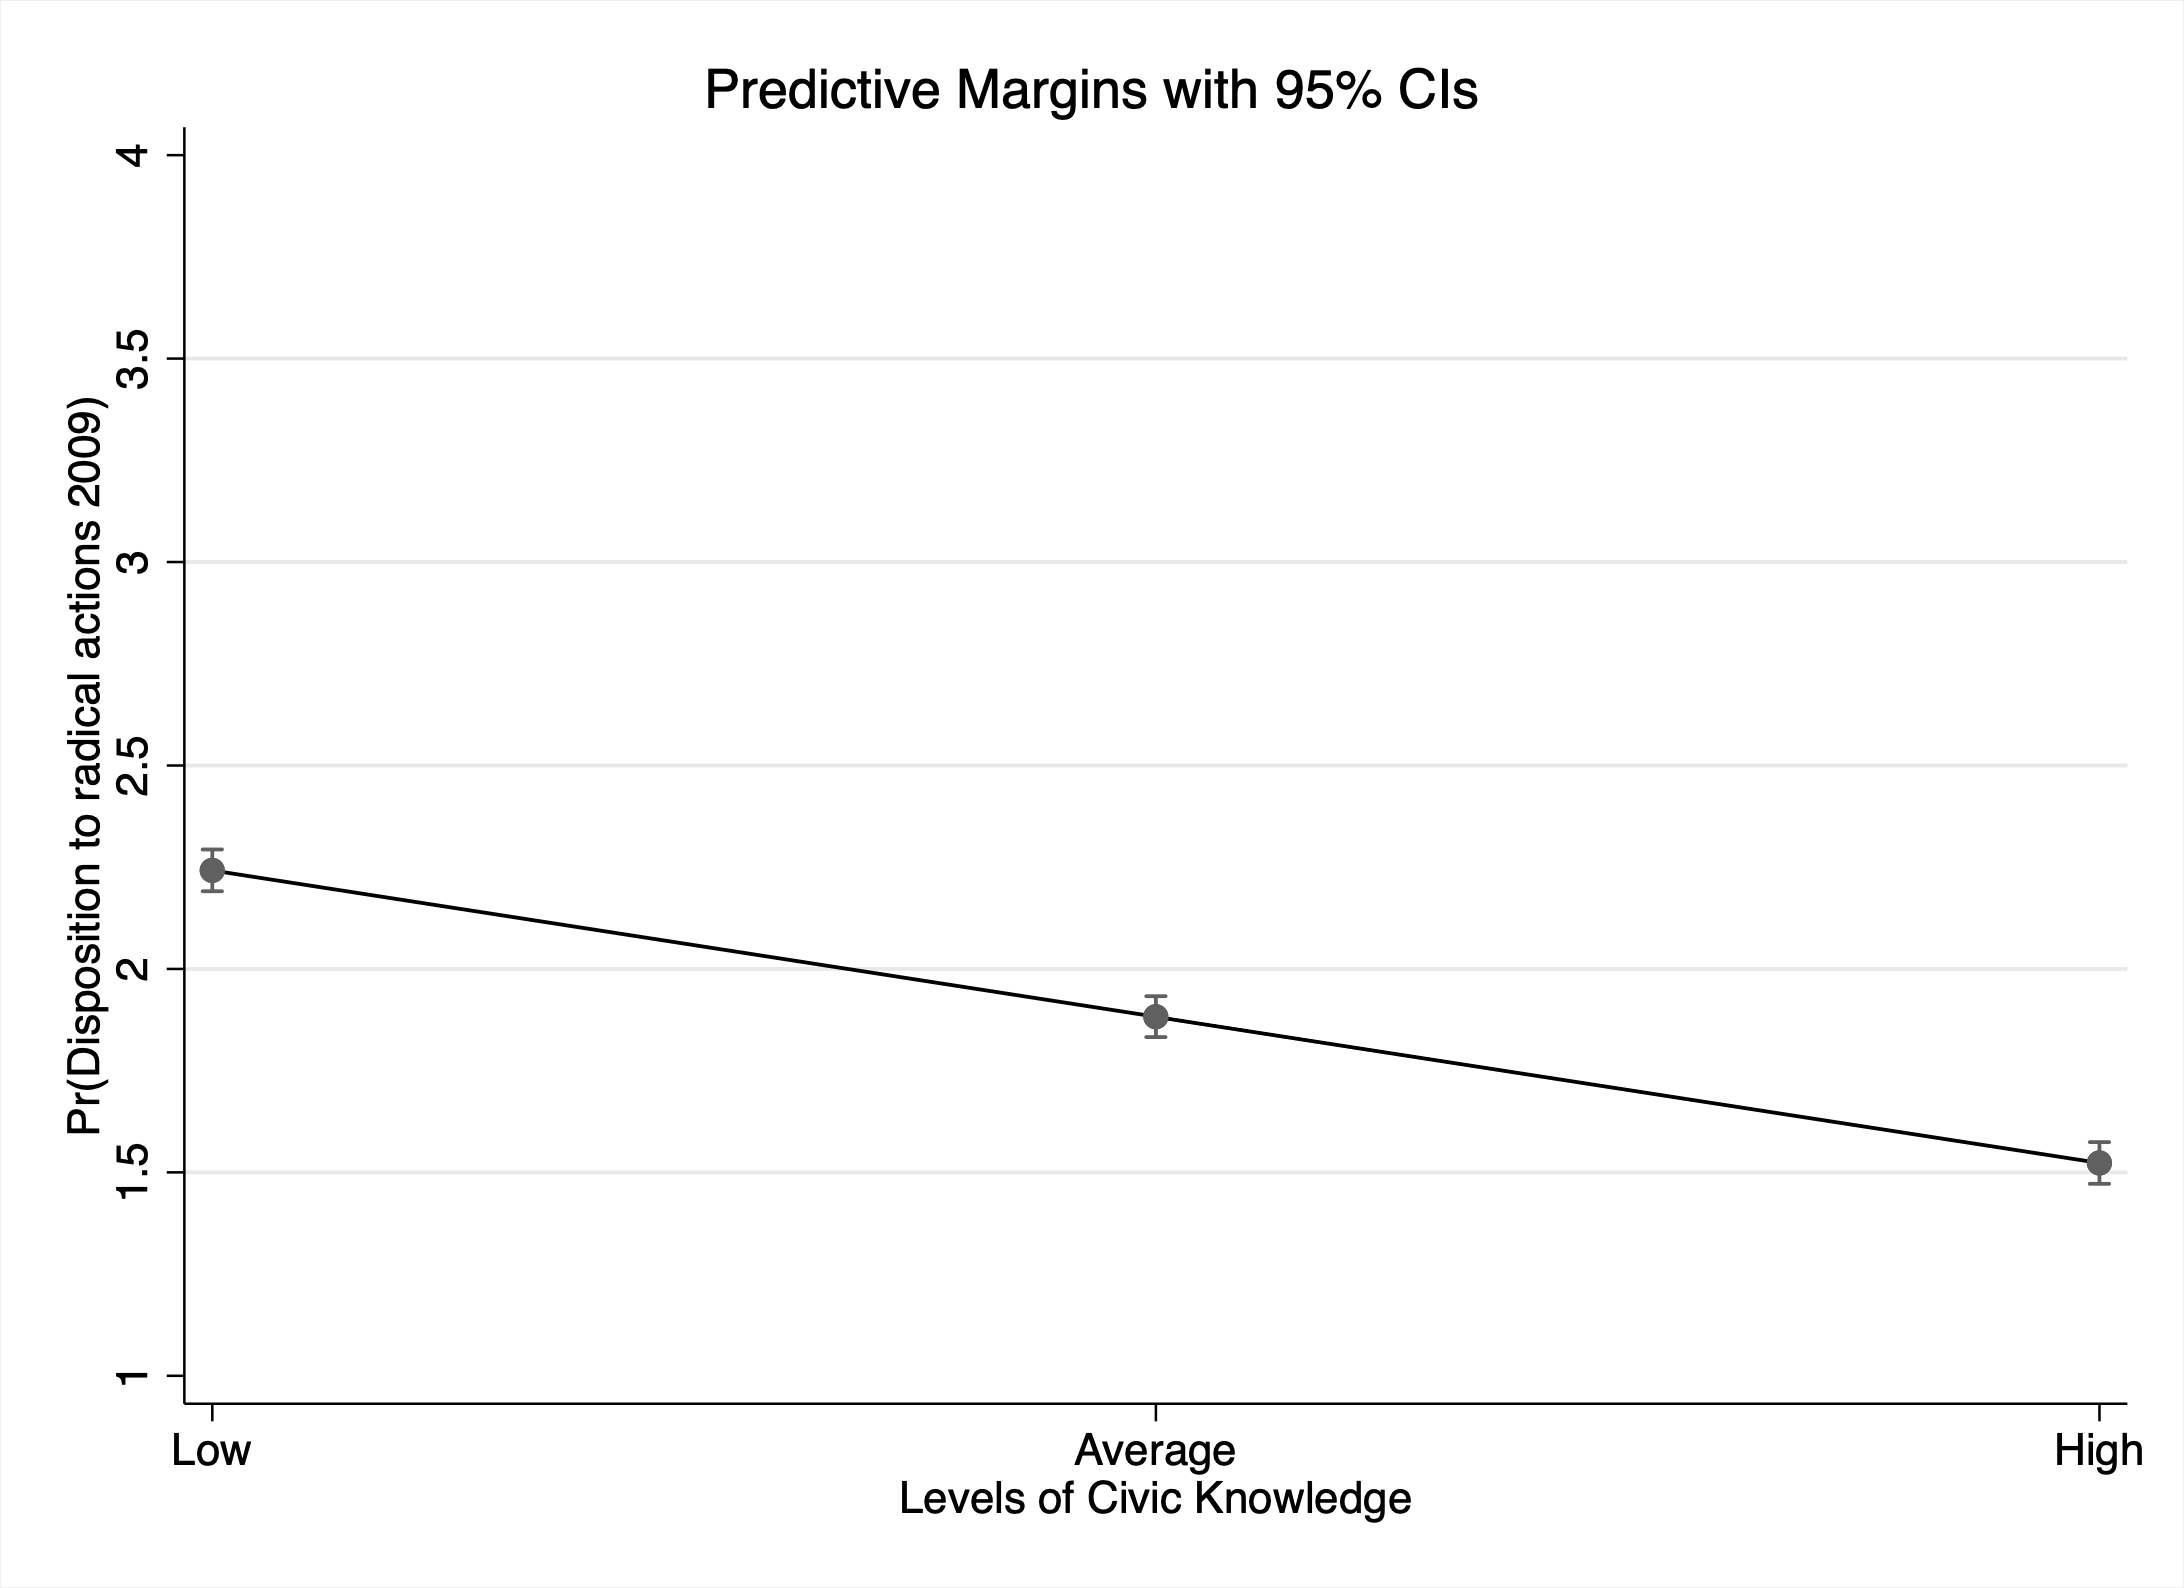 Predictive Margins with 95% CIs
Pr(Disposition to radical actions 2009)
4
3.5
3
2.5
2
1.5
1
Low Average High
Levels of Civic Knowledge